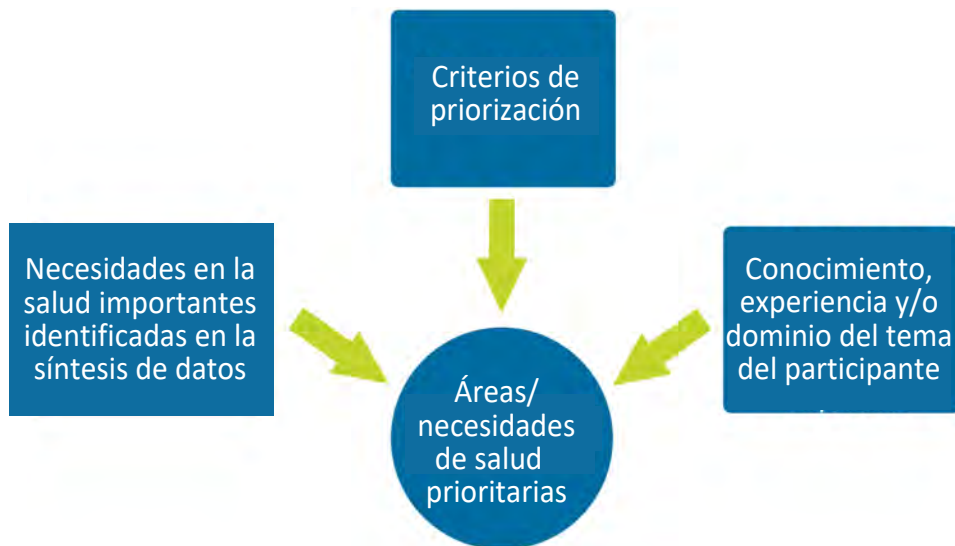 Criterios de
priorización
Necesidades en la
salud importantes
identificadas en la
síntesis de datos
Conocimiento,
experiencia y/o
dominio del tema
del participante
Áreas/
necesidades
de salud
prioritarias